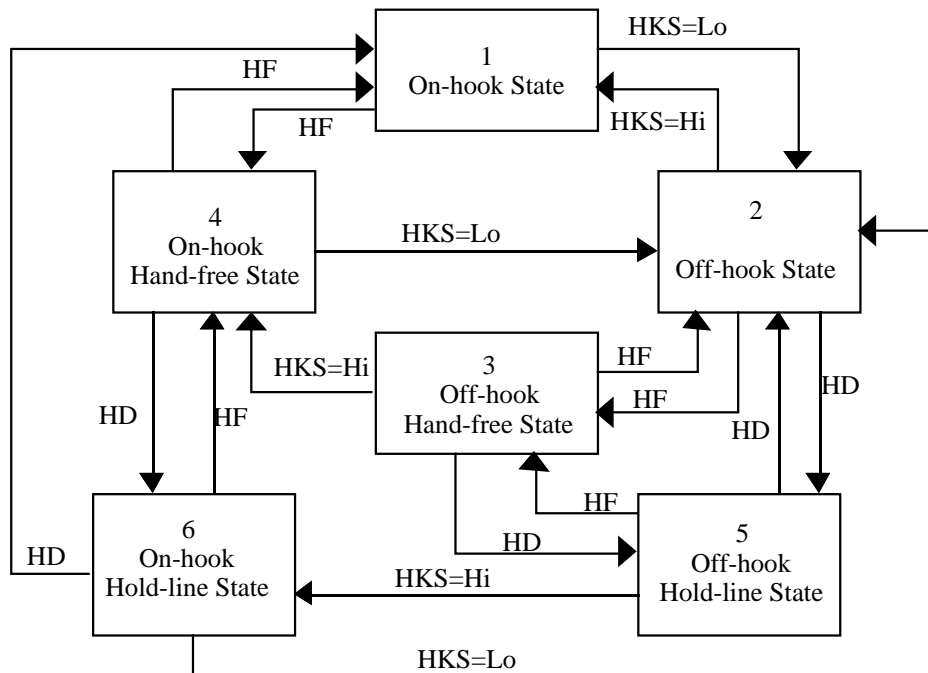 1
On-hook State
HKS=Lo
HF
HF
HKS=Hi
4
On-hook
Hand-free State
HKS=Lo
2
Off-hook State
HKS=Hi
3
Off-hook
Hand-free State
HF
HF
HD
HD
HF
HD
6
On-hook
Hold-line State
HF
HD
5
Off-hook
Hold-line State
HD
HKS=Hi
HKS=Lo